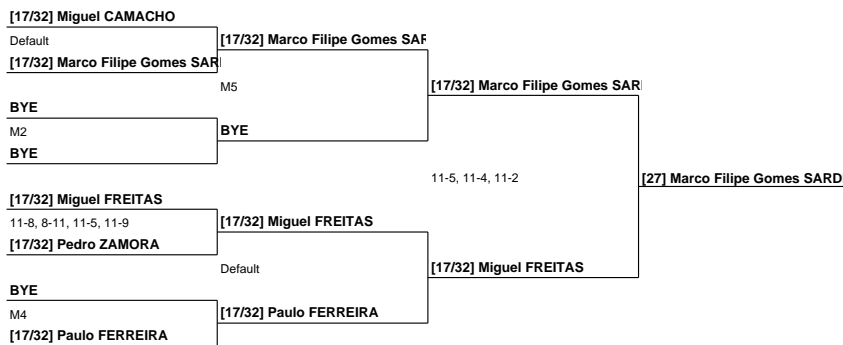 [17/32] Miguel CAMACHO
Default
[17/32] Marco Filipe Gomes SAR
[17/32] Marco Filipe Gomes SAR
M5
[17/32] Marco Filipe Gomes SAR
BYE
M2
BYE
BYE
11-5, 11-4, 11-2
[27] Marco Filipe Gomes SARD
[17/32] Miguel FREITAS
11-8, 8-11, 11-5, 11-9
[17/32] Pedro ZAMORA
[17/32] Miguel FREITAS
Default
[17/32] Miguel FREITAS
BYE
M4
[17/32] Paulo FERREIRA
[17/32] Paulo FERREIRA